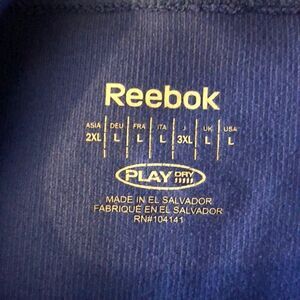 Reebok
ASIA DEU FRA ITA J UK USA
2XL L L L 3XL L L
PLAY DRY
MADE IN EL SALVADOR
FABRIQUE EN EL SALVADOR
RN#104141